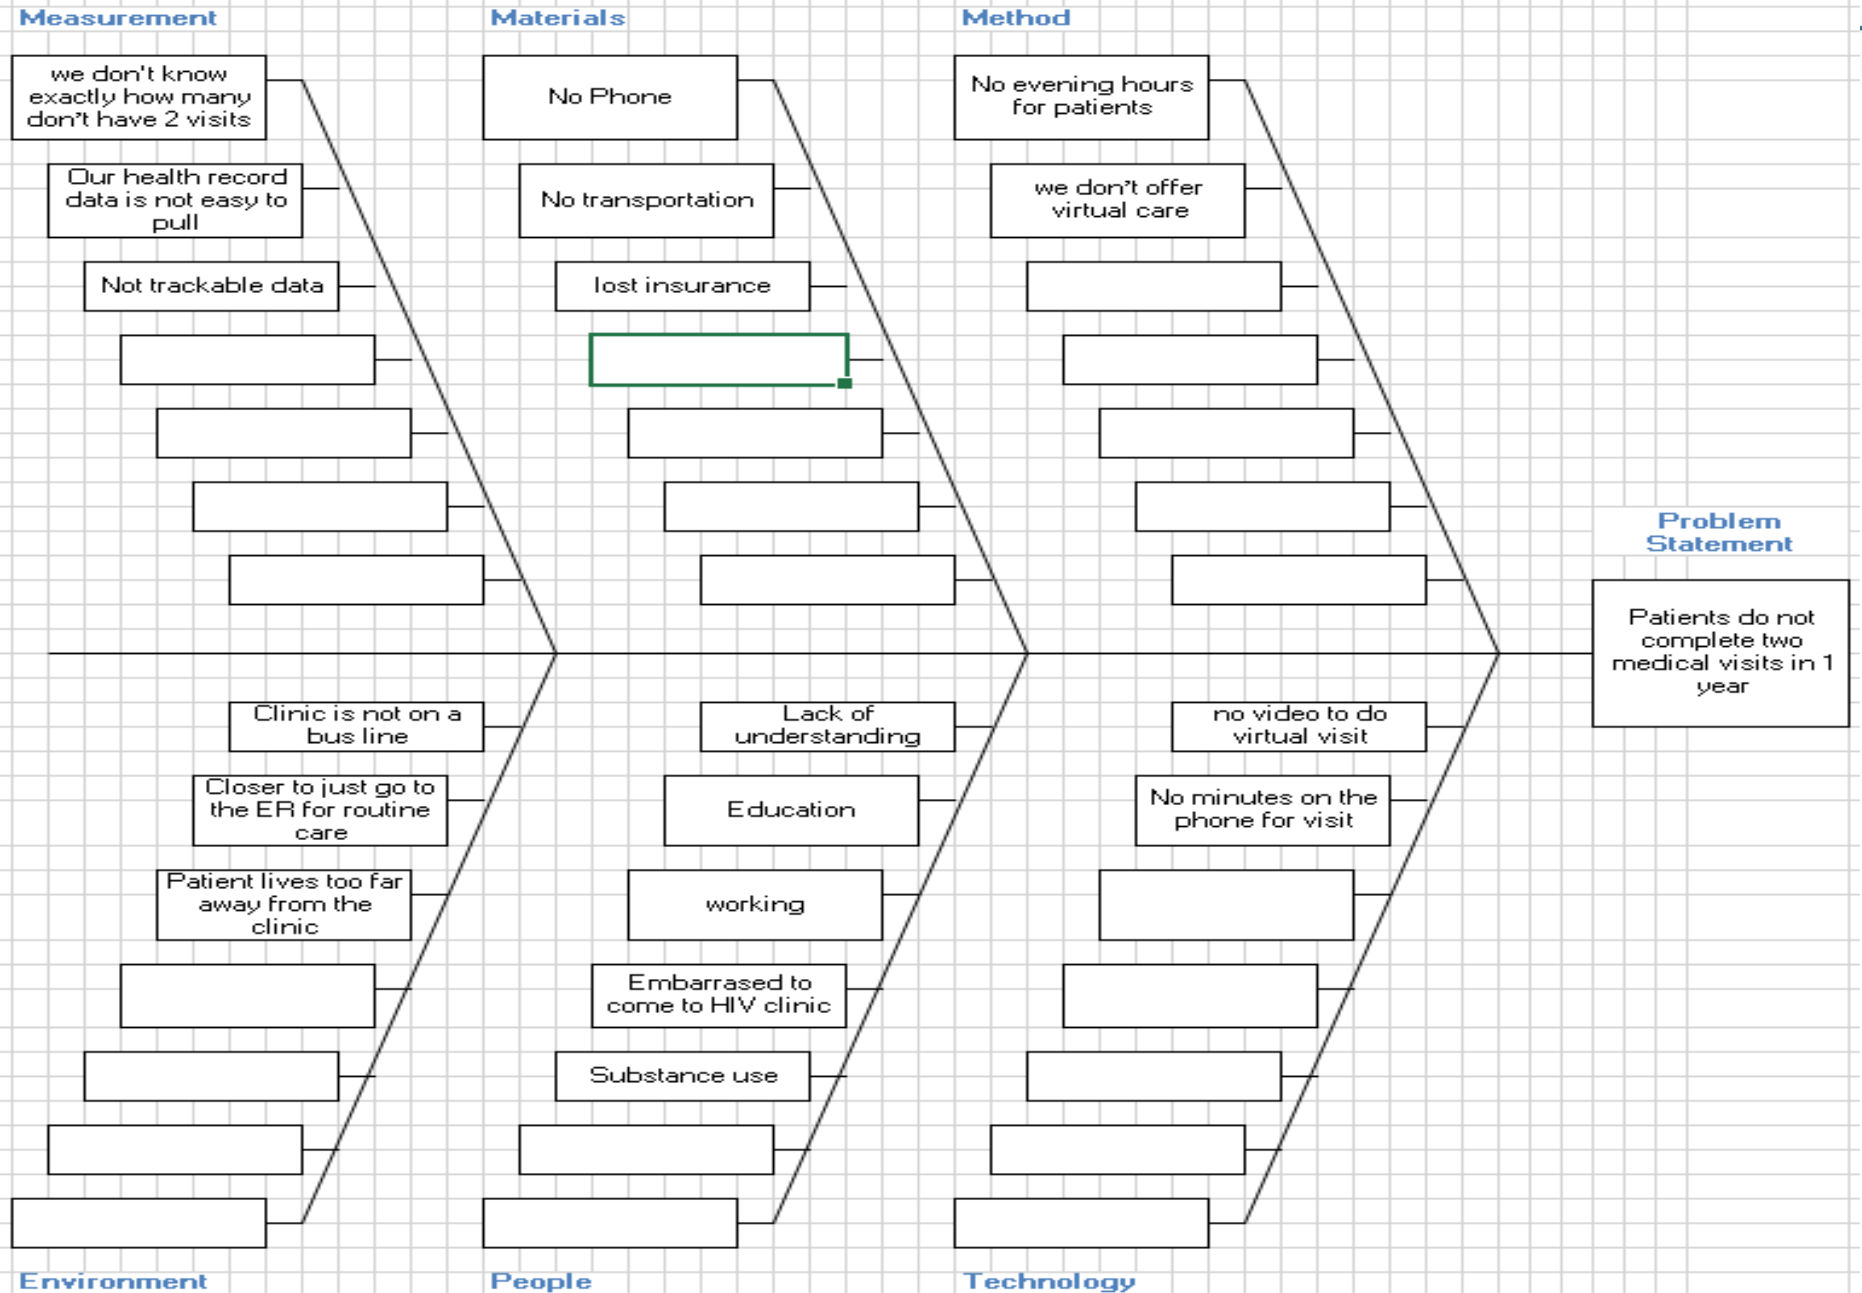 Measurement
Materials
Method
we don't know
exactly how many
don't have 2 visits
No Phone
No evening hours
for patients
Our health record
data is not easy to
pull
No transportation
we don't offer
virtual care
Not trackable data
lost insurance
Problem
Statement
Patients do not
complete two
medical visits in 1
year
Clinic is not on a
bus line
Lack of
understanding
no video to do
virtual visit
Closer to just go to
the ER for routine
care
Education
No minutes on the
phone for visit
Patient lives too far
away from the
clinic
working
Embarrased to
come to HIV clinic
Substance use
Environment
People
Technology